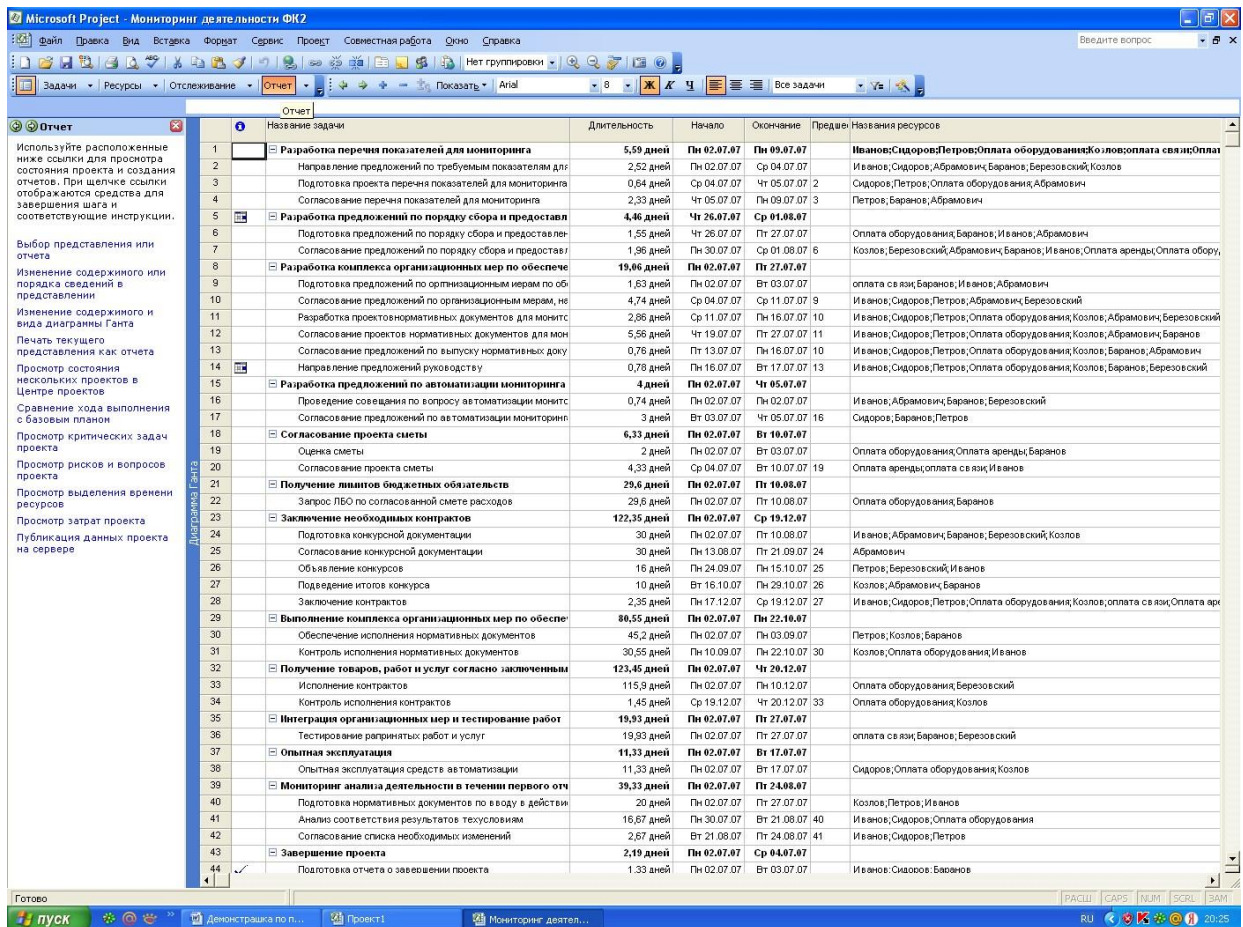 Microsoft Project - Мониторинг деятельности ФК2
Файл Правка Вид Вставка Формат Сервис Проект Совместная работа Окно Справка Введите вопрос
Нет группировки
Задачи Ресурсы Отслеживание Отчет Показать Arial 8 Ж К Ч Все задачи
Отчет
Отчет
Используйте расположенные
ниже ссылки для просмотра
состояния проекта и создания
отчетов. При щелчке ссылки
отображаются средства для
завершения шага и
соответствующие инструкции.
Выбор представления или
отчета
Изменение содержимого или
порядка сведений в
представлении
Изменение содержимого и
вида диаграммы Ганта
Печать текущего
представления как отчета
Просмотр состояния
нескольких проектов в
Центре проектов
Сравнение хода выполнения
с базовым планом
Просмотр критических задач
проекта
Просмотр рисков и вопросов
проекта
Просмотр выделения времени
ресурсов
Просмотр затрат проекта
Публикация данных проекта
на сервере
Диаграмма Ганта
Название задачи Длительность Начало Окончание Предшес Названия ресурсов
1 Разработка перечня показателей для мониторинга 5,59 дней Пн 02.07.07 Пн 09.07.07 Иванов;Сидоров;Петров;Оплата оборудования;Козлов;оплата связи;Оплат
2 Направление предложений по требуемым показателям для 2,52 дней Пн 02.07.07 Ср 04.07.07 Иванов;Сидоров;Абрамович;Баранов;Березовский;Козлов
3 Подготовка проекта перечня показателей для мониторинга 0,64 дней Ср 04.07.07 Чт 05.07.07 2 Сидоров;Петров;Оплата оборудования;Абрамович
4 Согласование перечня показателей для мониторинга 2,33 дней Чт 05.07.07 Пн 09.07.07 3 Петров;Баранов;Абрамович
5 Разработка предложений по порядку сбора и предоставл 4,46 дней Чт 26.07.07 Ср 01.08.07
6 Подготовка предложений по порядку сбора и предоставлен 1,55 дней Чт 26.07.07 Пт 27.07.07 Оплата оборудования;Баранов;Иванов;Абрамович
7 Согласование предложений по порядку сбора и предоставл 1,96 дней Пн 30.07.07 Ср 01.08.07 6 Козлов;Березовский;Абрамович;Баранов;Иванов;Оплата аренды;Оплата обору,
8 Разработка комплекса организационных мер по обеспече 19,06 дней Пн 02.07.07 Пт 27.07.07
9 Подготовка предложений по оргтнизационным мерам по обе 1,63 дней Пн 02.07.07 Вт 03.07.07 оплата связи;Баранов;Иванов;Абрамович
10 Согласование предложений по организационным мерам, не 4,74 дней Ср 04.07.07 Ср 11.07.07 9 Иванов;Сидоров;Петров;Абрамович;Березовский
11 Разработка проектовнормативных документов для монитс 2,86 дней Ср 11.07.07 Пн 16.07.07 10 Иванов;Сидоров;Петров;Оплата оборудования;Козлов;Абрамович;Березовский
12 Согласование проектов нормативных документов для мон 5,56 дней Чт 19.07.07 Пт 27.07.07 11 Иванов;Сидоров;Петров;Оплата оборудования;Козлов;Абрамович;Баранов
13 Согласование предложений по выпуску нормативных доку 0,76 дней Пт 13.07.07 Пн 16.07.07 10 Иванов;Сидоров;Петров;Оплата оборудования;Козлов;Баранов;Абрамович
14 Направление предложений руководству 0,78 дней Пн 16.07.07 Вт 17.07.07 13 Иванов;Сидоров;Петров;Оплата оборудования;Козлов;Баранов;Березовский
15 Разработка предложений по автоматизации мониторинга 4 дней Пн 02.07.07 Чт 05.07.07
16 Проведение совещания по вопросу автоматизации монитс 0,74 дней Пн 02.07.07 Пн 02.07.07 Иванов;Абрамович;Баранов;Березовский
17 Согласование предложений по автоматизации мониторинг 3 дней Вт 03.07.07 Чт 05.07.07 16 Сидоров;Баранов;Петров
18 Согласование проекта сметы 6,33 дней Пн 02.07.07 Вт 10.07.07
19 Оценка сметы 2 дней Пн 02.07.07 Вт 03.07.07 Оплата оборудования;Оплата аренды;Баранов
20 Согласование проекта сметы 4,33 дней Ср 04.07.07 Вт 10.07.07 19 Оплата аренды;оплата связи;Иванов
21 Получение лимитов бюджетных обязательств 29,6 дней Пн 02.07.07 Пт 10.08.07
22 Запрос ЛБО по согласованной смете расходов 29,6 дней Пн 02.07.07 Пт 10.08.07 Оплата оборудования;Баранов
23 Заключение необходимых контрактов 122,35 дней Пн 02.07.07 Ср 19.12.07
24 Подготовка конкурсной документации 30 дней Пн 02.07.07 Пт 10.08.07 Иванов;Абрамович;Баранов;Березовский;Козлов
25 Согласование конкурсной документации 30 дней Пн 13.08.07 Пт 21.09.07 24 Абрамович
26 Объявление конкурсов 16 дней Пн 24.09.07 Пн 15.10.07 25 Петров;Березовский;Иванов
27 Подведение итогов конкурса 10 дней Вт 16.10.07 Пн 29.10.07 26 Козлов;Абрамович;Баранов
28 Заключение контрактов 2,35 дней Пн 17.12.07 Ср 19.12.07 27 Иванов;Сидоров;Петров;Оплата оборудования;Козлов;оплата связи;Оплата аре
29 Выполнение комплекса организационных мер по обеспе 80,55 дней Пн 02.07.07 Пн 22.10.07
30 Обеспечение исполнения нормативных документов 45,2 дней Пн 02.07.07 Пн 03.09.07 Петров;Козлов;Баранов
31 Контроль исполнения нормативных документов 30,55 дней Пн 10.09.07 Пн 22.10.07 30 Козлов;Оплата оборудования;Иванов
32 Получение товаров, работ и услуг согласно заключенным 123,45 дней Пн 02.07.07 Чт 20.12.07
33 Исполнение контрактов 115,9 дней Пн 02.07.07 Пн 10.12.07 Оплата оборудования;Березовский
34 Контроль исполнения контрактов 1,45 дней Ср 19.12.07 Чт 20.12.07 33 Оплата оборудования;Козлов
35 Интеграция организационных мер и тестирование работ 19,93 дней Пн 02.07.07 Пт 27.07.07
36 Тестирование рапринятых работ и услуг 19,93 дней Пн 02.07.07 Пт 27.07.07 оплата связи;Баранов;Березовский
37 Опытная эксплуатация 11,33 дней Пн 02.07.07 Вт 17.07.07
38 Опытная эксплуатация средств автоматизации 11,33 дней Пн 02.07.07 Вт 17.07.07 Сидоров;Оплата оборудования;Козлов
39 Мониторинг анализа деятельности в течении первого отч 39,33 дней Пн 02.07.07 Пт 24.08.07
40 Подготовка нормативных документов по вводу в действи 20 дней Пн 02.07.07 Пт 27.07.07 Козлов;Петров;Иванов
41 Анализ соответствия результатов техусловиям 16,67 дней Пн 30.07.07 Вт 21.08.07 40 Иванов;Сидоров;Оплата оборудования
42 Согласование списка необходимых изменений 2,67 дней Вт 21.08.07 Пт 24.08.07 41 Иванов;Сидоров;Петров
43 Завершение проекта 2,19 дней Пн 02.07.07 Ср 04.07.07
44 Подготовка отчета о завершении проекта 1,33 дней Пн 02.07.07 Вт 03.07.07 Иванов;Сидоров;Баранов
Готово РАСШ CAPS NUM SCRL ЗАМ
пуск Демонстрашка по п... Проект1 Мониторинг деятел... RU 20:25